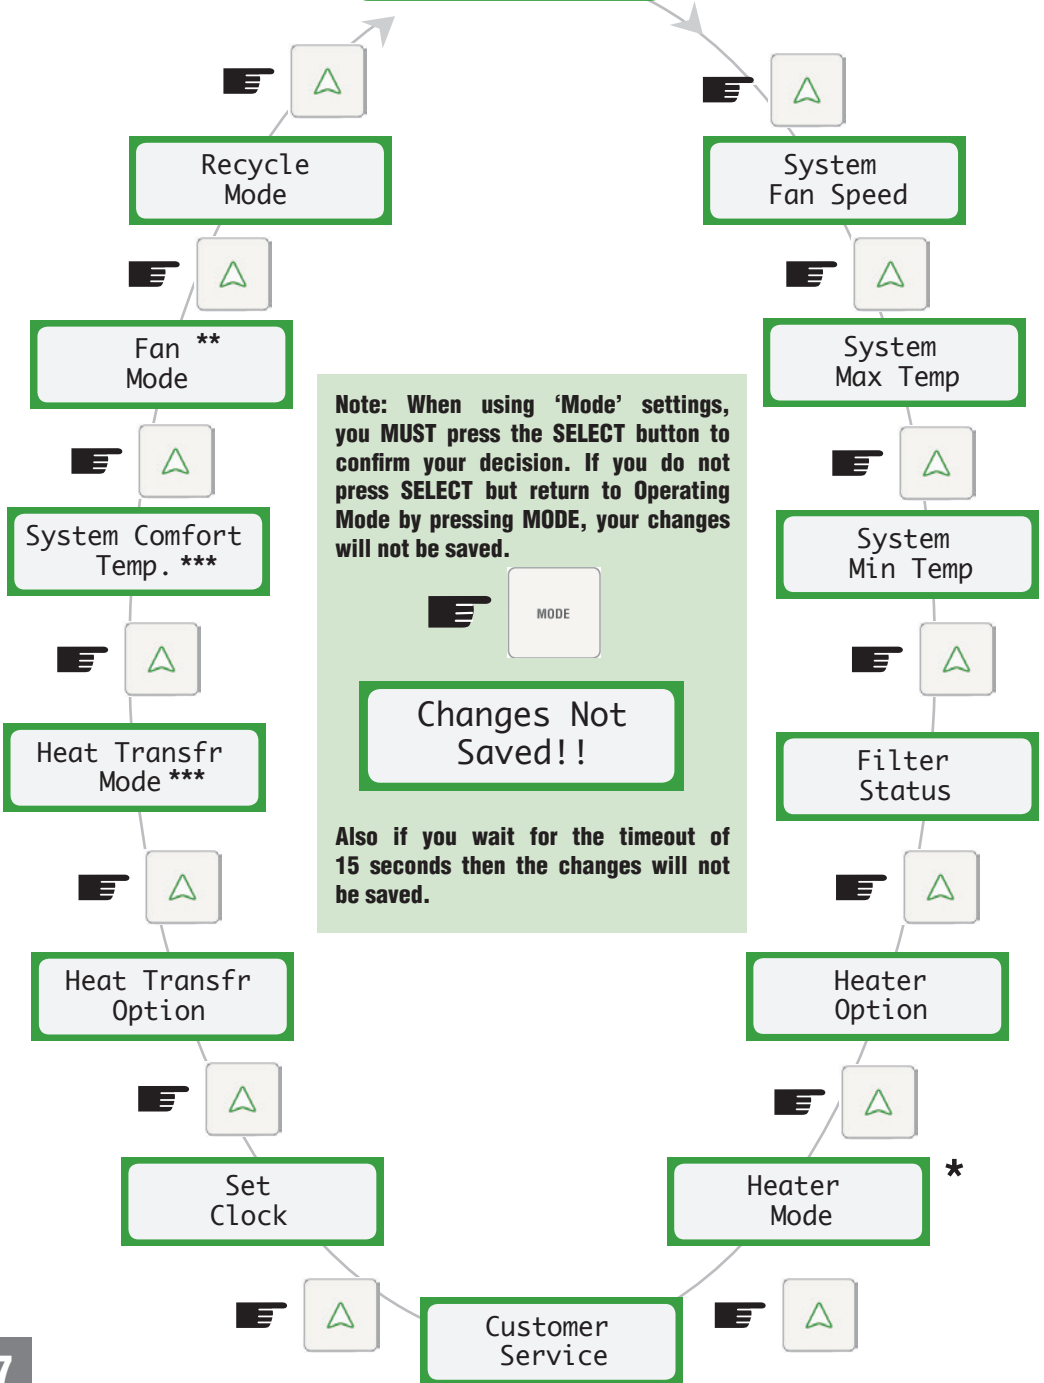 Recycle
Mode
System
Fan Speed
Fan **
Mode
System
Max Temp
Note: When using ‘Mode’ settings,
you MUST press the SELECT button to
confirm your decision. If you do not
press SELECT but return to Operating
Mode by pressing MODE, your changes
will not be saved.
MODE
Changes Not
Saved!!
Also if you wait for the timeout of
15 seconds then the changes will not
be saved.
System Comfort
Temp. ***
System
Min Temp
Heat Transfr
Mode ***
Filter
Status
Heat Transfr
Option
Heater
Option
Set
Clock
Heater
Mode
*
Customer
Service
7